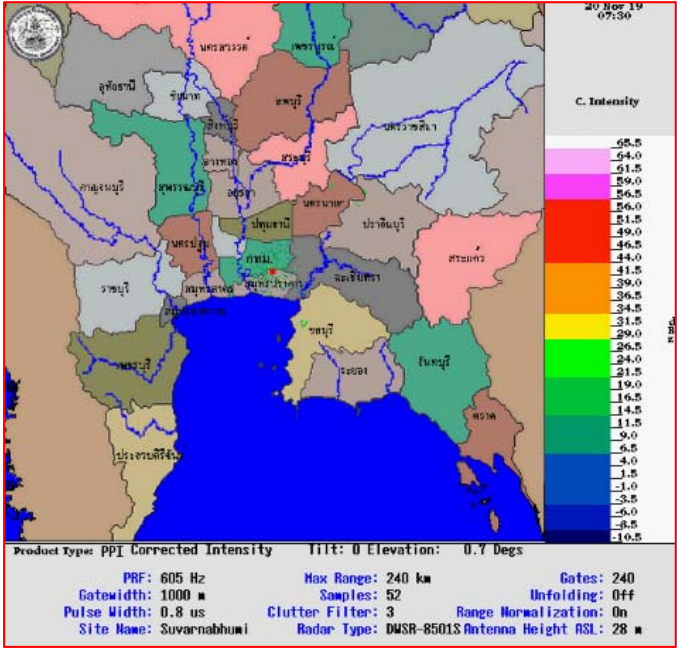 20 Nov 19
07:30
C. Intensity
นครสวรรค์
เพชรบูรณ์
อุทัยธานี
ชัยนาท
ลพบุรี
สิงห์บุรี
นครราชสีมา
อ่างทอง
สระบุรี
กาญจนบุรี
สุพรรณบุรี
อยุธยา
นครนายก
ปทุมธานี
ปราจีนบุรี
นครปฐม
กทม.
สระแก้ว
ราชบุรี
สมุทรสาคร
สมุทรปราการ
ฉะเชิงเทรา
ชลบุรี
เพชรบุรี
ระยอง
จันทบุรี
ตราด
ประจวบคีรีขันธ์
65.5
64.0
61.5
59.0
56.5
56.0
51.5
49.0
46.5
44.0
41.5
39.0
36.5
34.0
31.5
29.0
26.5
24.0
21.5
19.0
16.5
14.0
11.5
9.0
6.5
4.0
1.5
-1.0
-3.5
-6.0
-8.5
-10.5
Product Type: PPI Corrected Intensity Tilt: 0 Elevation: 0.7 Degs
PRF: 605 Hz Max Range: 240 km Gates: 240
Gatewidth: 1000 m Samples: 52 Unfolding: Off
Pulse Width: 0.8 us Clutter Filter: 3 Range Normalization: On
Site Name: Suvarnabhumi Radar Type: DWSR-8501S Antenna Height ASL: 28 m